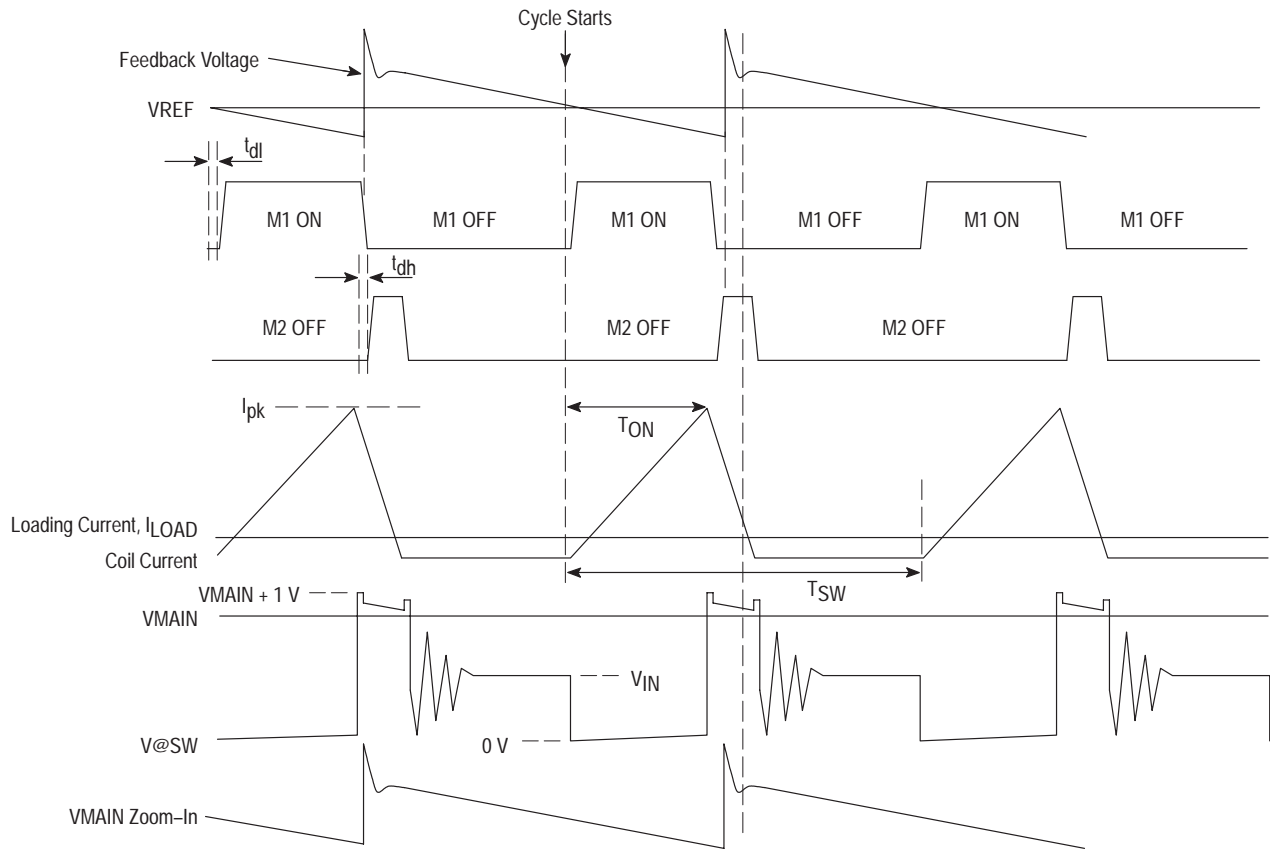 Cycle Starts
Feedback Voltage
VREF
tdl
M1 ON
M1 OFF
M1 ON
M1 OFF
M1 ON
M1 OFF
tdh
M2 OFF
M2 OFF
M2 OFF
Ipk
TON
Loading Current, ILOAD
Coil Current
TSW
VMAIN + 1 V
VMAIN
VIN
V@SW
0 V
VMAIN Zoom–In